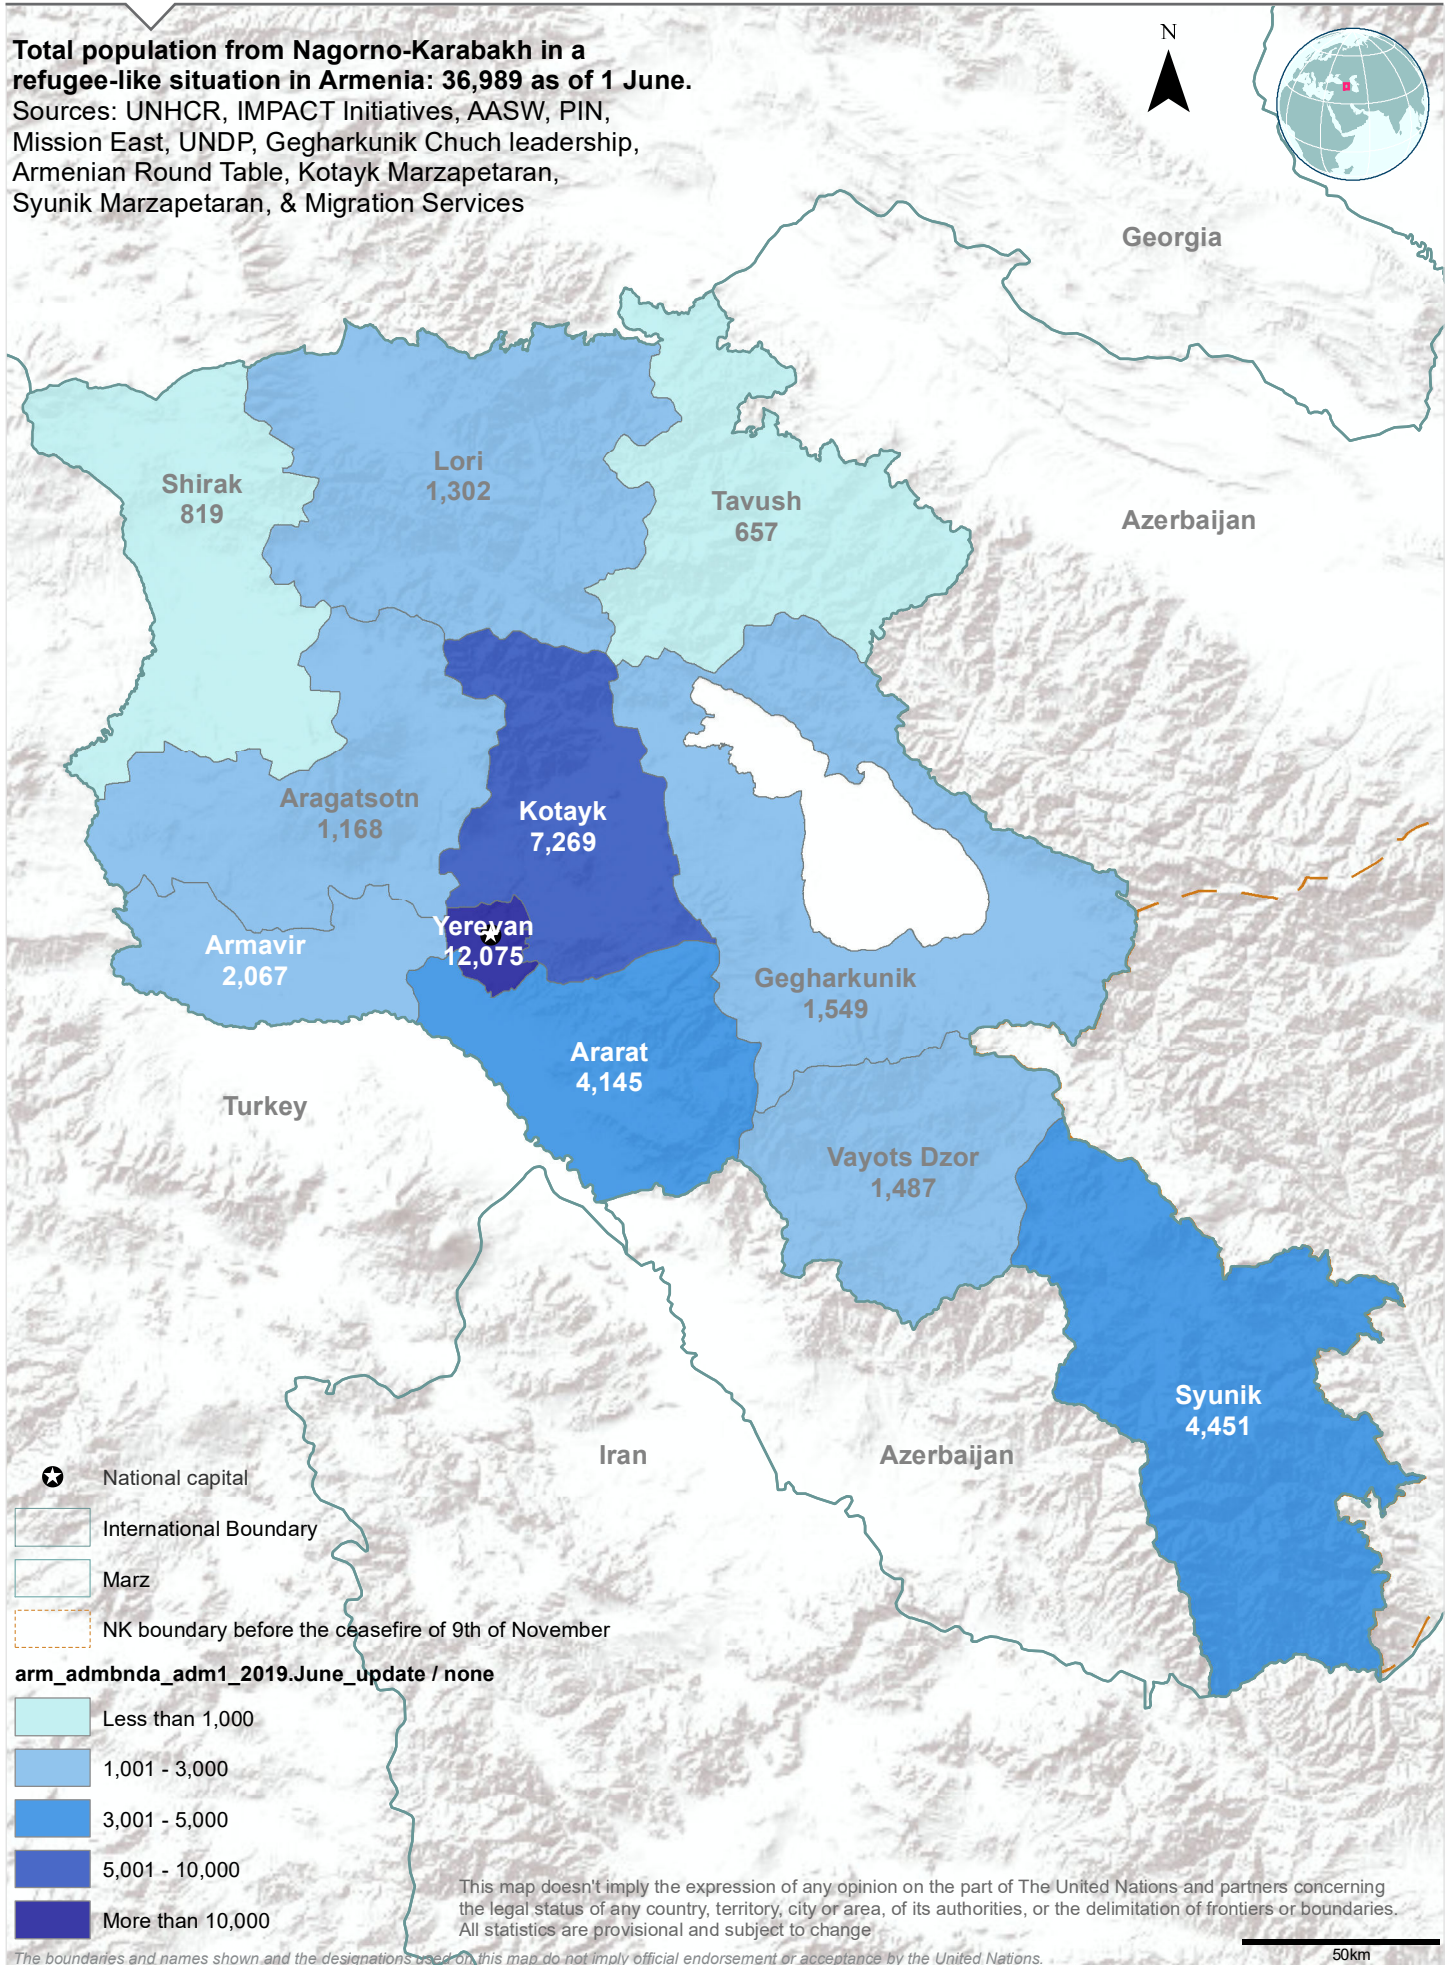 Total population from Nagorno-Karabakh in a
refugee-like situation in Armenia: 36,989 as of 1 June.
Sources: UNHCR, IMPACT Initiatives, AASW, PIN,
Mission East, UNDP, Gegharkunik Chuch leadership,
Armenian Round Table, Kotayk Marzapetaran,
Syunik Marzapetaran, & Migration Services
N
Georgia
Azerbaijan
Shirak
819
Lori
1,302
Tavush
657
Aragatsotn
1,168
Kotayk
7,269
Yerevan
12,075
Armavir
2,067
Gegharkunik
1,549
Ararat
4,145
Turkey
Vayots Dzor
1,487
Syunik
4,451
Iran
Azerbaijan
National capital
International Boundary
Marz
NK boundary before the ceasefire of 9th of November
arm_admbnda_adm1_2019.June_update / none
Less than 1,000
1,001 - 3,000
3,001 - 5,000
5,001 - 10,000
More than 10,000
This map doesn't imply the expression of any opinion on the part of The United Nations and partners concerning
the legal status of any country, territory, city or area, of its authorities, or the delimitation of frontiers or boundaries.
All statistics are provisional and subject to change
50km
The boundaries and names shown and the designations used on this map do not imply official endorsement or acceptance by the United Nations.